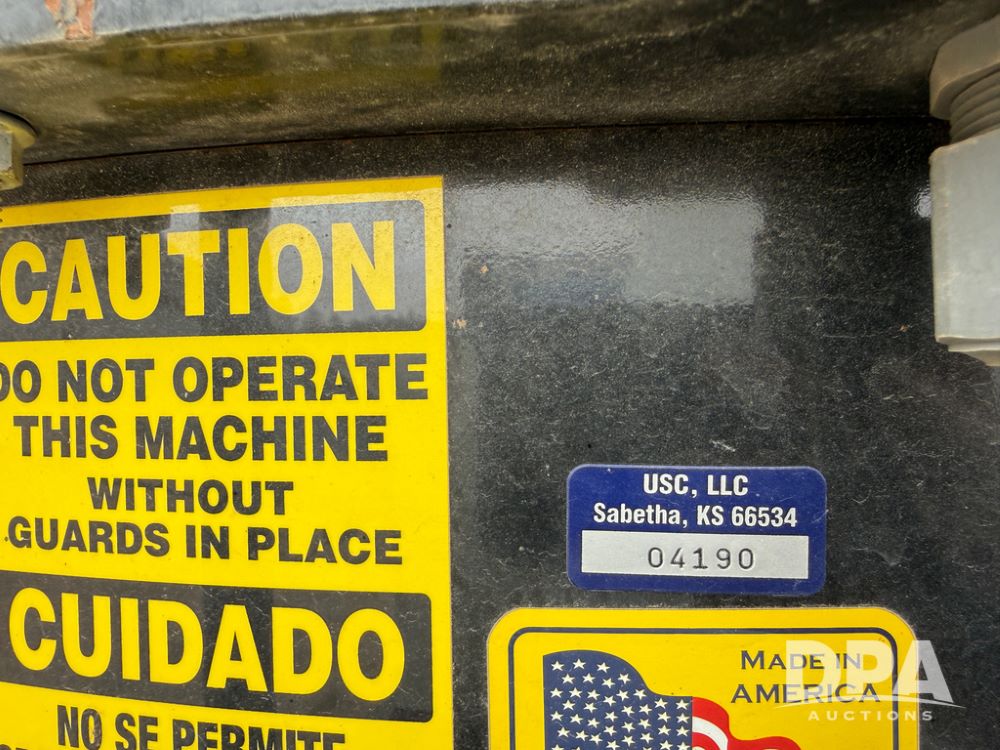 CAUTION
DO NOT OPERATE
THIS MACHINE
WITHOUT
GUARDS IN PLACE
CUIDADO
NO SE PERMITE
USC, LLC
Sabetha, KS 66534
04190
MADE IN
AMERICA
DPA
AUCTIONS